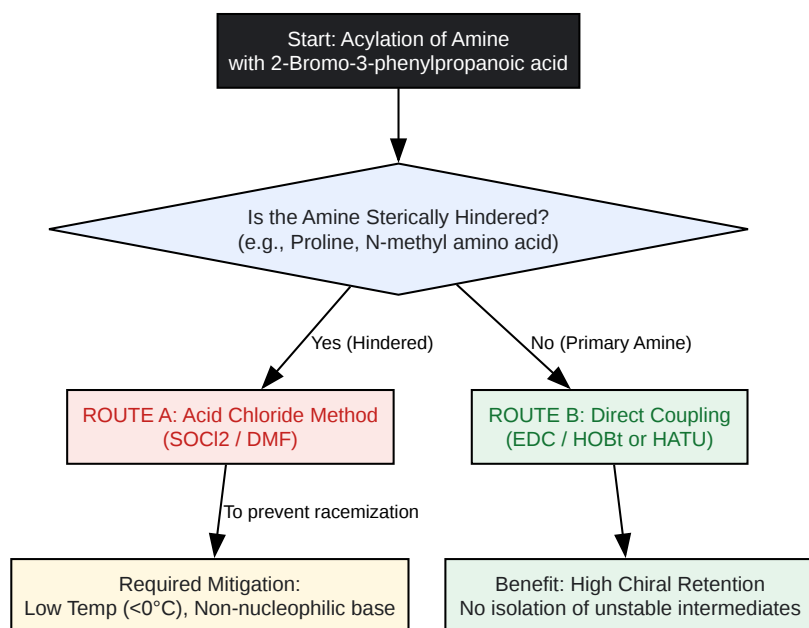 Start: Acylation of Amine
with 2-Bromo-3-phenylpropanoic acid
Is the Amine Sterically Hindered?
(e.g., Proline, N-methyl amino acid)
Yes (Hindered)
No (Primary Amine)
ROUTE A: Acid Chloride Method
(SOCl2 / DMF)
ROUTE B: Direct Coupling
(EDC / HOBt or HATU)
To prevent racemization
Required Mitigation:
Low Temp (<0°C), Non-nucleophilic base
Benefit: High Chiral Retention
No isolation of unstable intermediates